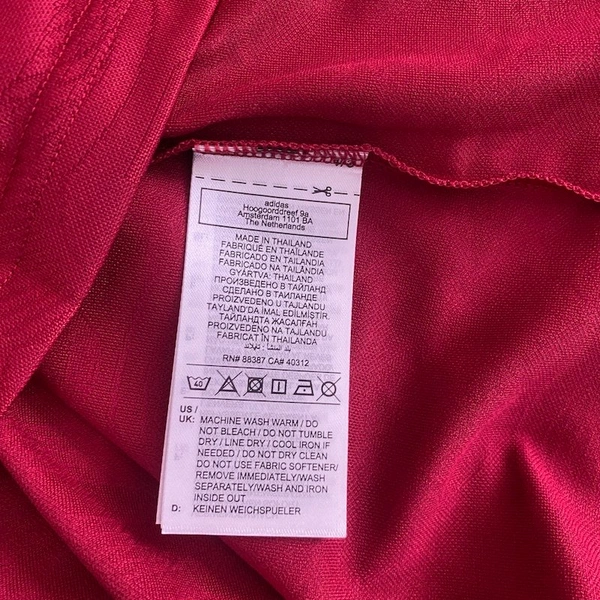 adidas
Hoogoorddreef 9a
Amsterdam 1101 BA
The Netherlands
MADE IN THAILAND
FABRIQUÉ EN THAÏLANDE
FABRICADO EN TAILANDIA
FABRICADO NA TAILÂNDIA
GYÁRTVA: THAILAND
ПРОИЗВЕДЕНО В ТАИЛАНД
СДЕЛАНО В ТАИЛАНДЕ
PROIZVEDENO U TAJLANDU
TAYLAND'DA İMAL EDİLMİŞTİR.
ТАЙЛАНДТА ЖАСАЛҒАН
PROIZVEDENO NA TAJLANDU
FABRICAT ÎN THAILANDA
RN# 88387 CA# 40312
40
US /
UK: MACHINE WASH WARM / DO
NOT BLEACH / DO NOT TUMBLE
DRY / LINE DRY / COOL IRON IF
NEEDED / DO NOT DRY CLEAN
DO NOT USE FABRIC SOFTENER/
REMOVE IMMEDIATELY/WASH
SEPARATELY/WASH AND IRON
INSIDE OUT
D: KEINEN WEICHSPUELER